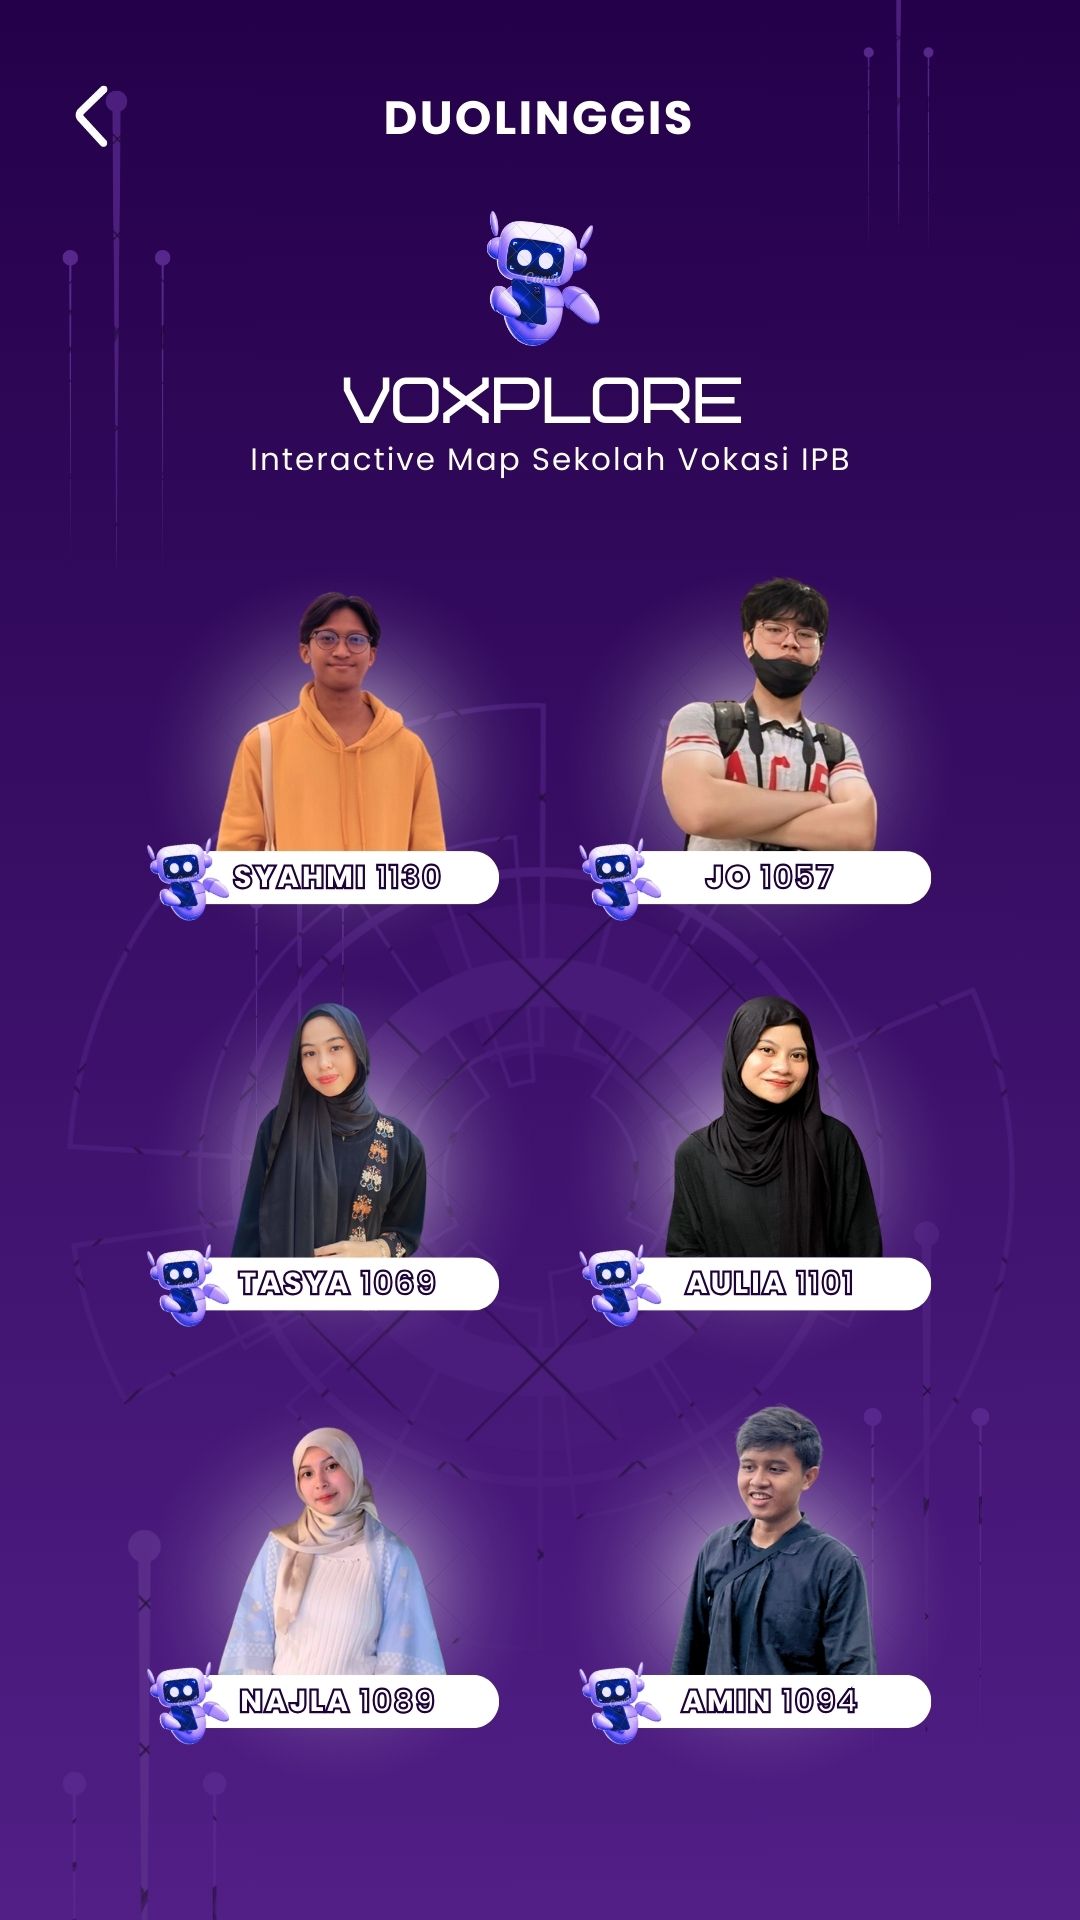 DUOLINGGIS
Canva
VOXPLORE
Interactive Map Sekolah Vokasi IPB
SYAHMI 1130
JO 1057
TASYA 1069
AULIA 1101
NAJLA 1089
AMIN 1094